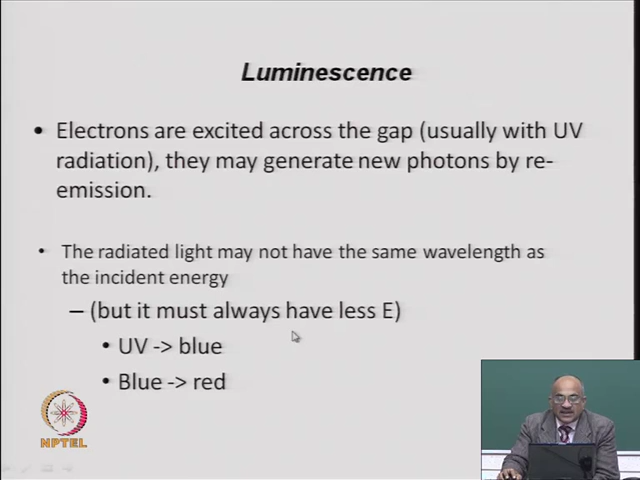 Luminescence
• Electrons are excited across the gap (usually with UV
radiation), they may generate new photons by re-
emission.
• The radiated light may not have the same wavelength as
the incident energy
– (but it must always have less E)
• UV -> blue
• Blue -> red
NPTEL